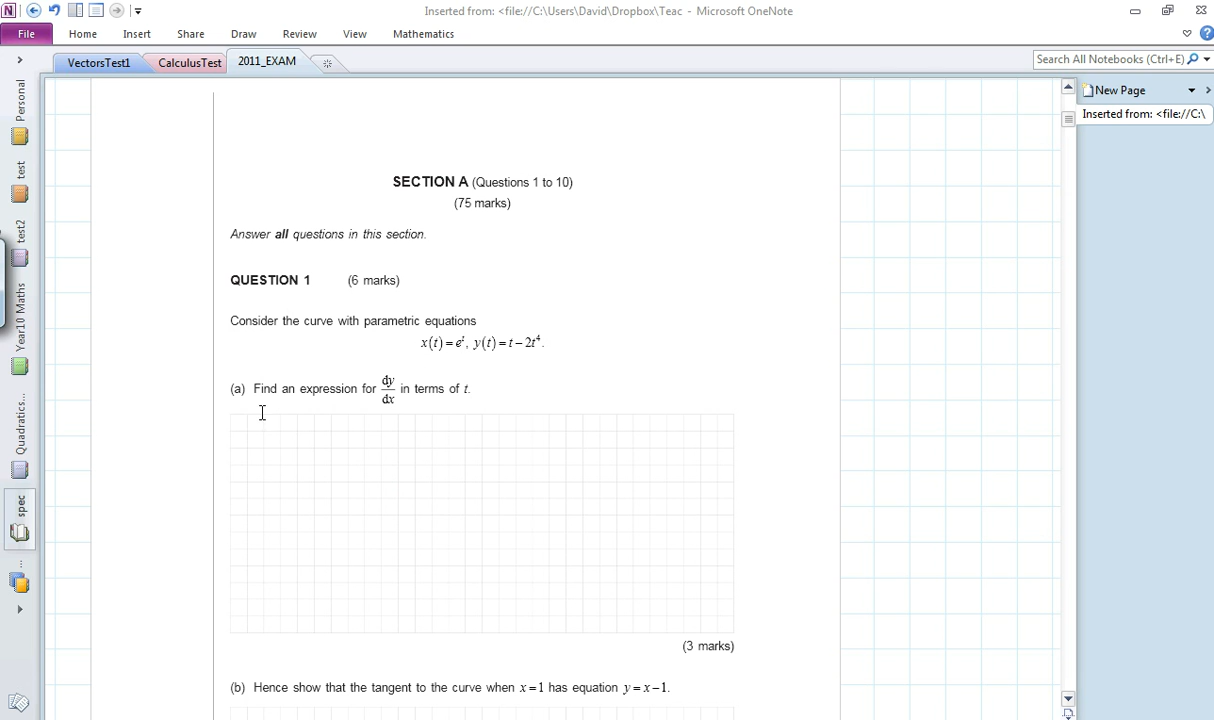 Inserted from: <file://C:\Users\David\Dropbox\Teac - Microsoft OneNote
File Home Insert Share Draw Review View Mathematics
VectorsTest1 CalculusTest 2011_EXAM
Search All Notebooks (Ctrl+E)
New Page
Inserted from: <file://C:\
Personal
test
test2
Year10 Maths
Quadratics...
spec
...
SECTION A (Questions 1 to 10)
(75 marks)
Answer all questions in this section.
QUESTION 1 (6 marks)
Consider the curve with parametric equations
x(t) = eᵗ, y(t) = t − 2t⁴.
(a) Find an expression for dy/dx in terms of t.
(3 marks)
(b) Hence show that the tangent to the curve when x = 1 has equation y = x − 1.